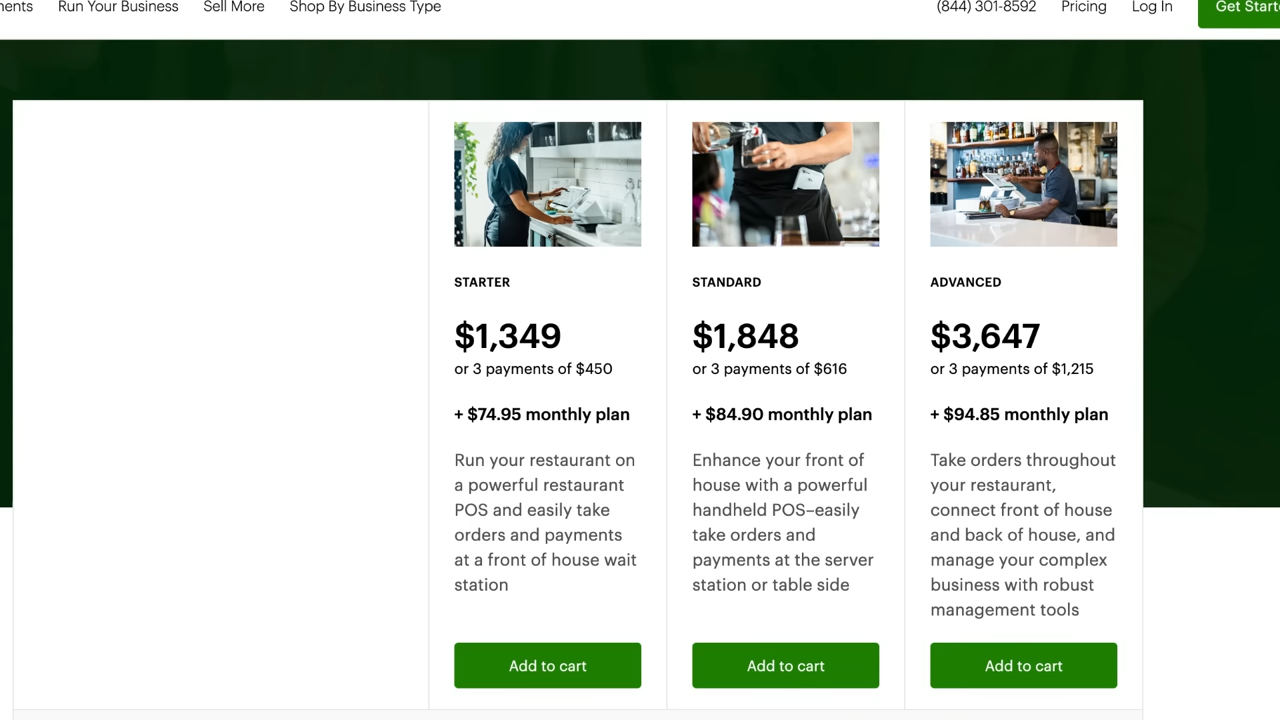 Run Your Business Sell More Shop By Business Type (844) 301-8592 Pricing Log In
STARTER
$1,349
or 3 payments of $450
+ $74.95 monthly plan
Run your restaurant on
a powerful restaurant
POS and easily take
orders and payments
at a front of house wait
station
Add to cart
STANDARD
$1,848
or 3 payments of $616
+ $84.90 monthly plan
Enhance your front of
house with a powerful
handheld POS–easily
take orders and
payments at the server
station or table side
Add to cart
ADVANCED
$3,647
or 3 payments of $1,215
+ $94.85 monthly plan
Take orders throughout
your restaurant,
connect front of house
and back of house, and
manage your complex
business with robust
management tools
Add to cart